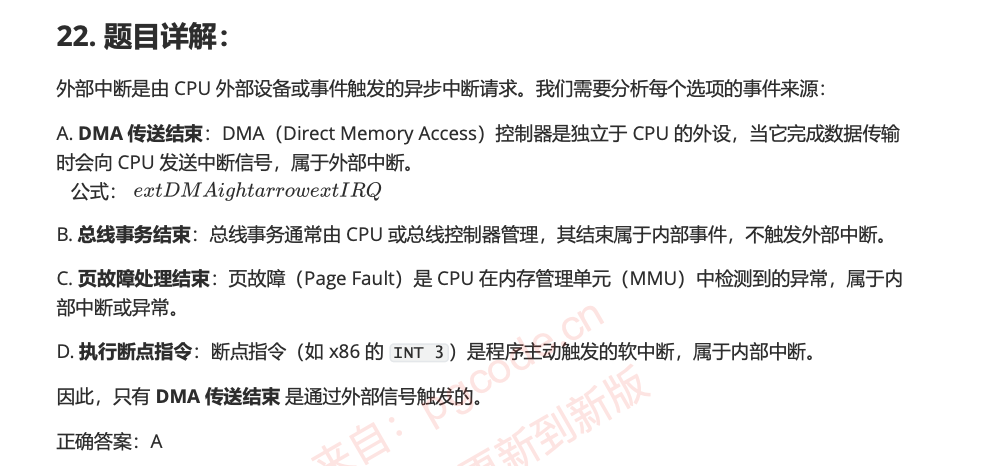 22. 题目详解：
外部中断是由 CPU 外部设备或事件触发的异步中断请求。我们需要分析每个选项的事件来源：
A. DMA 传送结束：DMA（Direct Memory Access）控制器是独立于 CPU 的外设，当它完成数据传输
时会向 CPU 发送中断信号，属于外部中断。
公式： extDMAightarrowextIRQ
B. 总线事务结束：总线事务通常由 CPU 或总线控制器管理，其结束属于内部事件，不触发外部中断。
C. 页故障处理结束：页故障（Page Fault）是 CPU 在内存管理单元（MMU）中检测到的异常，属于内
部中断或异常。
D. 执行断点指令：断点指令（如 x86 的 INT 3）是程序主动触发的软中断，属于内部中断。
因此，只有 DMA 传送结束 是通过外部信号触发的。
正确答案：A
来自：pgcoda.cn
更新到新版